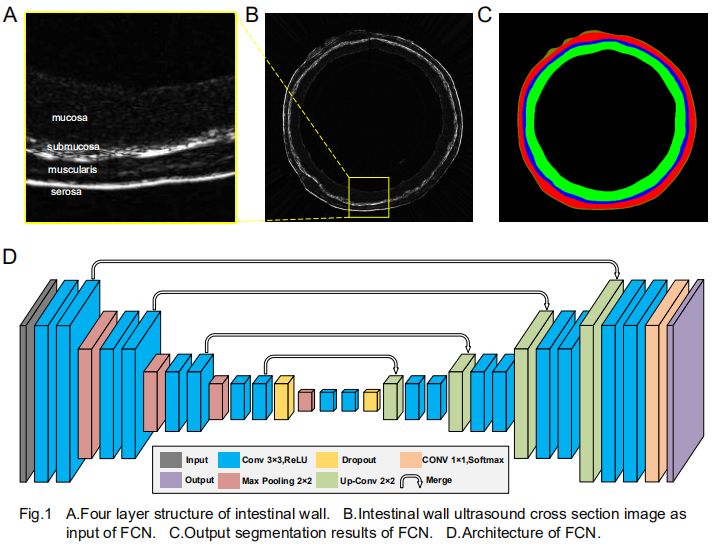 A
B
C
mucosa
submucosa
muscularis
serosa
D
Input
Conv 3×3,ReLU
Dropout
CONV 1×1,Softmax
Output
Max Pooling 2×2
Up-Conv 2×2
Merge
Fig.1 A.Four layer structure of intestinal wall. B.Intestinal wall ultrasound cross section image as
input of FCN. C.Output segmentation results of FCN. D.Architecture of FCN.